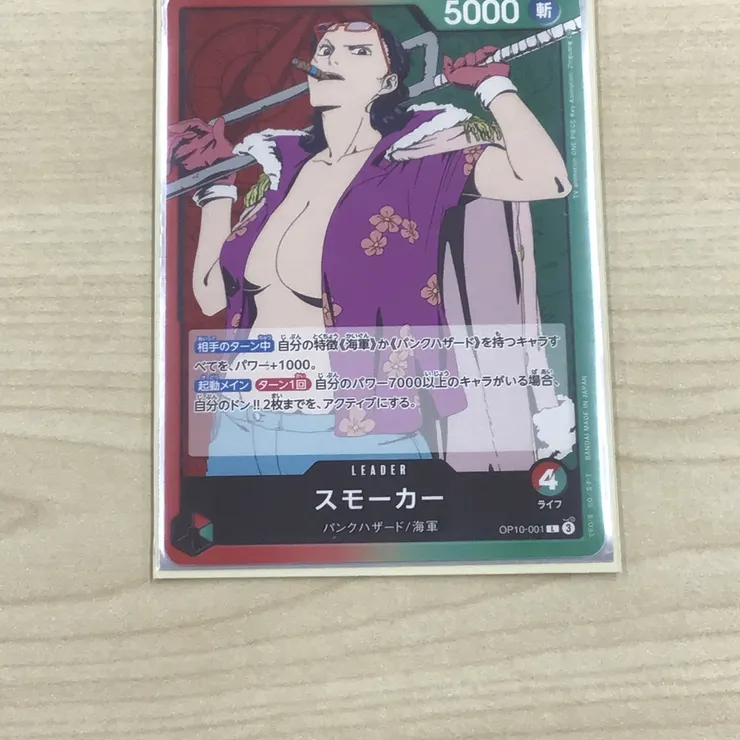 5000 斬
相手のターン中 自分の特徴《海軍》か《パンクハザード》を持つキャラす
べてを、パワー+1000。
起動メイン ターン1回 自分のパワー7000以上のキャラがいる場合、
自分のドン!!2枚までを、アクティブにする。
LEADER
スモーカー
パンクハザード/海軍
4
ライフ
OP10-001 L 3
BANDAI MADE IN JAPAN